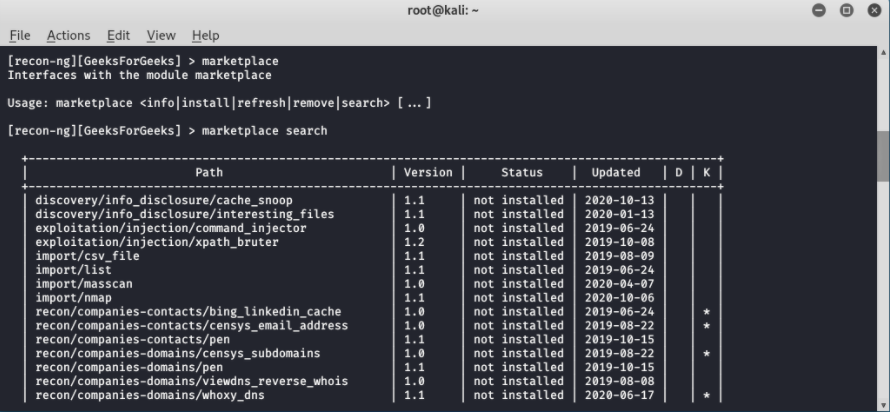 root@kali: ~
File Actions Edit View Help
[recon-ng][GeeksForGeeks] > marketplace
Interfaces with the module marketplace
Usage: marketplace <info|install|refresh|remove|search> [ ... ]
[recon-ng][GeeksForGeeks] > marketplace search
+---------------------------------------------------------------------------------------------------+
| Path | Version | Status | Updated | D | K |
+---------------------------------------------------------------------------------------------------+
| discovery/info_disclosure/cache_snoop | 1.1 | not installed | 2020-10-13 | | |
| discovery/info_disclosure/interesting_files | 1.1 | not installed | 2020-01-13 | | |
| exploitation/injection/command_injector | 1.0 | not installed | 2019-06-24 | | |
| exploitation/injection/xpath_bruter | 1.2 | not installed | 2019-10-08 | | |
| import/csv_file | 1.1 | not installed | 2019-08-09 | | |
| import/list | 1.1 | not installed | 2019-06-24 | | |
| import/masscan | 1.0 | not installed | 2020-04-07 | | |
| import/nmap | 1.1 | not installed | 2020-10-06 | | |
| recon/companies-contacts/bing_linkedin_cache | 1.0 | not installed | 2019-06-24 | | * |
| recon/companies-contacts/censys_email_address | 1.0 | not installed | 2019-08-22 | | * |
| recon/companies-contacts/pen | 1.1 | not installed | 2019-10-15 | | |
| recon/companies-domains/censys_subdomains | 1.0 | not installed | 2019-08-22 | | * |
| recon/companies-domains/pen | 1.1 | not installed | 2019-10-15 | | |
| recon/companies-domains/viewdns_reverse_whois | 1.0 | not installed | 2019-08-08 | | |
| recon/companies-domains/whoxy_dns | 1.1 | not installed | 2020-06-17 | | * |